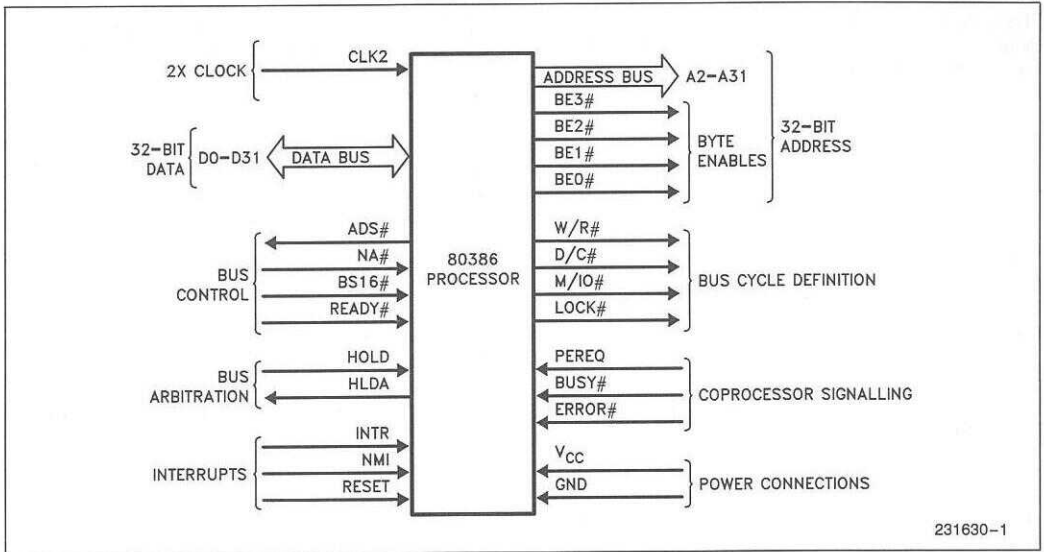 2X CLOCK
CLK2
32-BIT
DATA
D0-D31
DATA BUS
BUS
CONTROL
ADS#
NA#
BS16#
READY#
BUS
ARBITRATION
HOLD
HLDA
INTERRUPTS
INTR
NMI
RESET
80386
PROCESSOR
ADDRESS BUS
A2-A31
BE3#
BE2#
BE1#
BE0#
BYTE
ENABLES
32-BIT
ADDRESS
W/R#
D/C#
M/IO#
LOCK#
BUS CYCLE DEFINITION
PEREQ
BUSY#
ERROR#
COPROCESSOR SIGNALLING
VCC
GND
POWER CONNECTIONS
231630-1